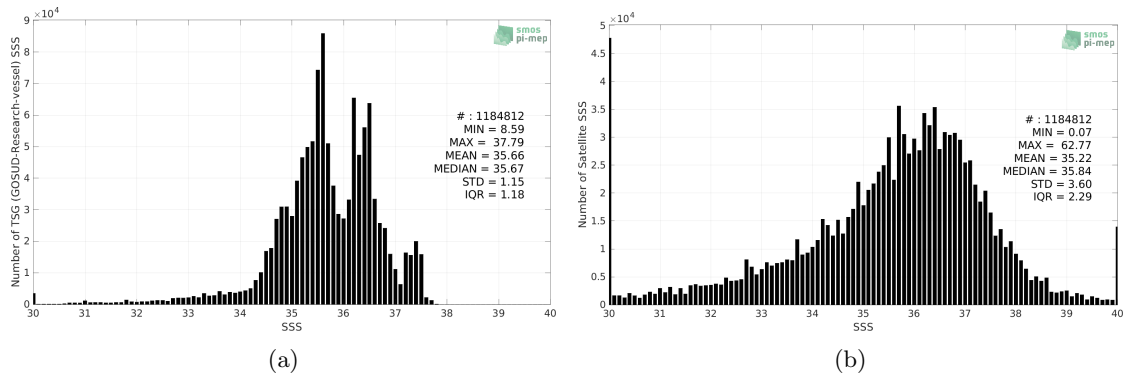 ×10⁴
9
8
7
6
5
4
3
2
1
0
Number of TSG (GOSUD-Research-vessel) SSS
smos
pi-mep
# : 1184812
MIN = 8.59
MAX = 37.79
MEAN = 35.66
MEDIAN = 35.67
STD = 1.15
IQR = 1.18
30 31 32 33 34 35 36 37 38 39 40
SSS
(a)
×10⁴
5
4.5
4
3.5
3
2.5
2
1.5
1
0.5
0
Number of Satellite SSS
smos
pi-mep
# : 1184812
MIN = 0.07
MAX = 62.77
MEAN = 35.22
MEDIAN = 35.84
STD = 3.60
IQR = 2.29
30 31 32 33 34 35 36 37 38 39 40
SSS
(b)